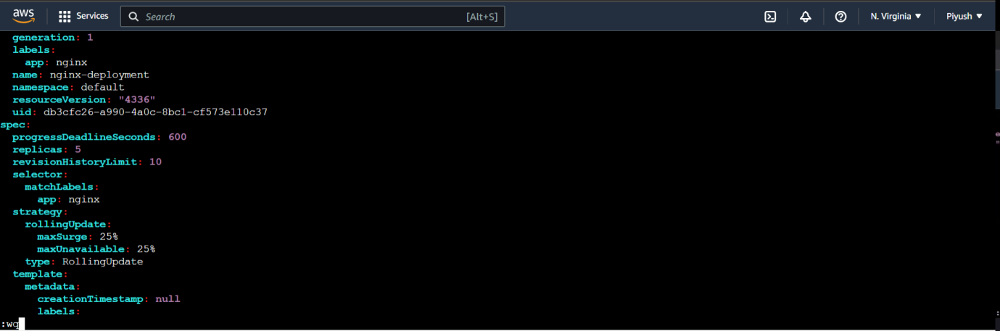 aws Services Search [Alt+S] N. Virginia Piyush
generation: 1
labels:
app: nginx
name: nginx-deployment
namespace: default
resourceVersion: "4336"
uid: db3cfc26-a990-4a0c-8bc1-cf573e110c37
spec:
progressDeadlineSeconds: 600
replicas: 5
revisionHistoryLimit: 10
selector:
matchLabels:
app: nginx
strategy:
rollingUpdate:
maxSurge: 25%
maxUnavailable: 25%
type: RollingUpdate
template:
metadata:
creationTimestamp: null
labels:
:wq